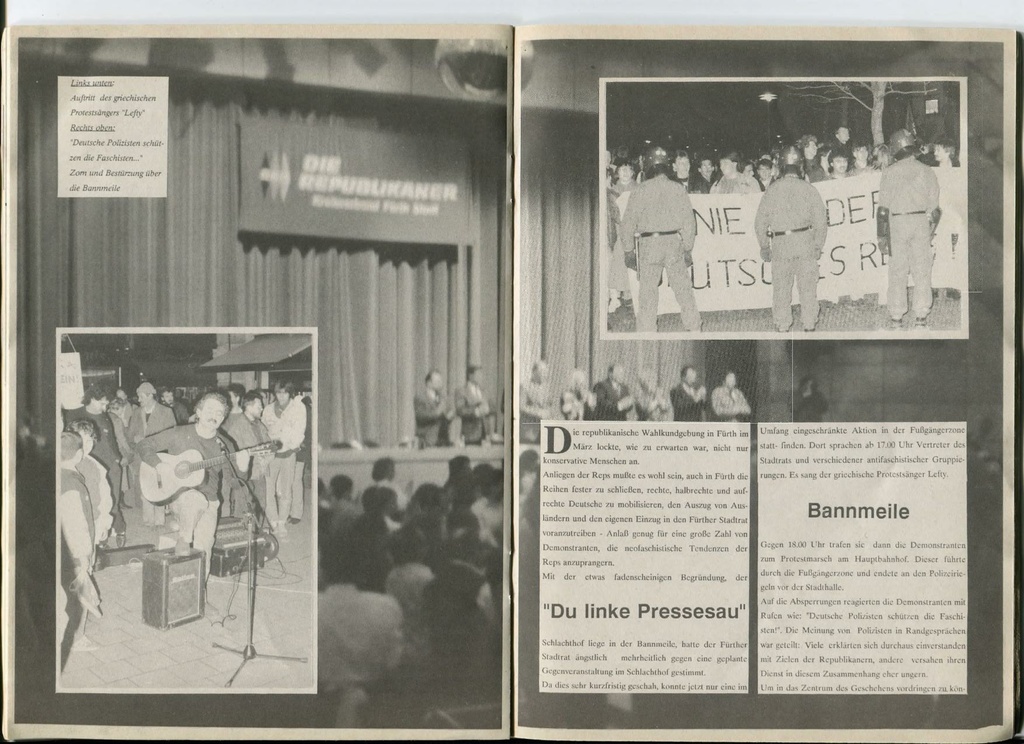 Links unten:
Auftritt des griechischen
Protestsängers "Lefty"
Rechts oben:
"Deutsche Polizisten schüt-
zen die Faschisten..."
Zorn und Bestürzung über
die Bannmeile
DIE
REPUBLIKANER
NIE DER
UTSC ES RE !
Die republikanische Wahlkundgebung in Fürth im
März lockte, wie zu erwarten war, nicht nur
konservative Menschen an.
Anliegen der Reps mußte es wohl sein, auch in Fürth die
Reihen fester zu schließen, rechte, halbrechte und auf-
rechte Deutsche zu mobilisieren, den Auszug von Aus-
ländern und den eigenen Einzug in den Fürther Stadtrat
voranzutreiben - Anlaß genug für eine große Zahl von
Demonstranten, die neofaschistische Tendenzen der
Reps anzuprangern.
Mit der etwas fadenscheinigen Begründung, der
"Du linke Pressesau"
Schlachthof liege in der Bannmeile, hatte der Fürther
Stadtrat ängstlich mehrheitlich gegen eine geplante
Gegenveranstaltung im Schlachthof gestimmt.
Da dies sehr kurzfristig geschah, konnte jetzt nur eine im
Umfang eingeschränkte Aktion in der Fußgängerzone
statt- finden. Dort sprachen ab 17.00 Uhr Vertreter des
Stadtrats und verschiedener antifaschistischer Gruppie-
rungen. Es sang der griechische Protestsänger Lefty.
Bannmeile
Gegen 18.00 Uhr trafen sie dann die Demonstranten
zum Protestmarsch am Hauptbahnhof. Dieser führte
durch die Fußgängerzone und endete an den Polizeirie-
geln vor der Stadthalle.
Auf die Absperrungen reagierten die Demonstranten mit
Rufen wie: "Deutsche Polizisten schützen die Faschi-
sten!". Die Meinung von Polizisten in Randgesprächen
war geteilt: Viele erklärten sich durchaus einverstanden
mit Zielen der Republikanern, andere versahen ihren
Dienst in diesem Zusammenhang eher ungern.
Um in das Zentrum des Geschehens vordringen zu kön-